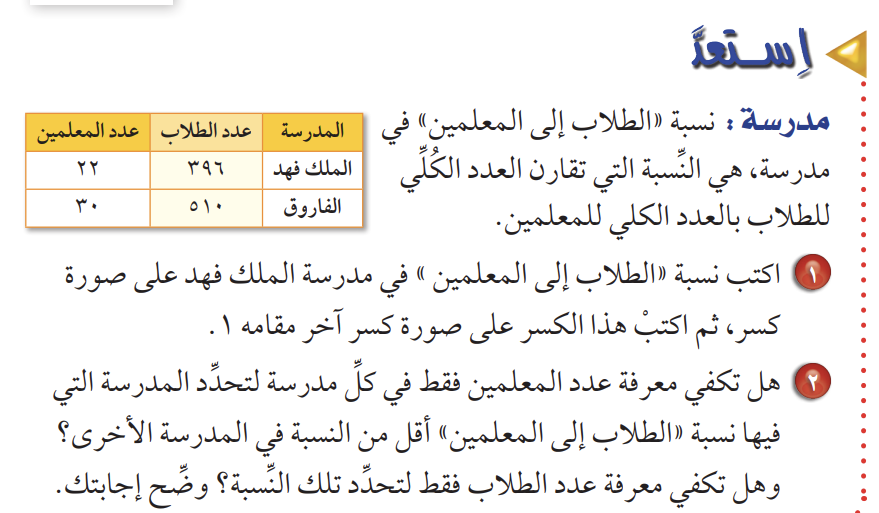 اِستعدَّ
مدرسة : نسبة «الطلاب إلى المعلمين» في
مدرسة، هي النِّسبة التي تقارن العدد الكُلِّي
للطلاب بالعدد الكلي للمعلمين.
المدرسة عدد الطلاب عدد المعلمين
الملك فهد ٣٩٦ ٢٢
الفاروق ٥١٠ ٣٠
١ اكتب نسبة «الطلاب إلى المعلمين » في مدرسة الملك فهد على صورة
كسر، ثم اكتبْ هذا الكسر على صورة كسر آخر مقامه ١ .
٢ هل تكفي معرفة عدد المعلمين فقط في كلِّ مدرسة لتحدِّد المدرسة التي
فيها نسبة «الطلاب إلى المعلمين» أقل من النسبة في المدرسة الأخرى؟
وهل تكفي معرفة عدد الطلاب فقط لتحدِّد تلك النِّسبة؟ وضِّح إجابتك.